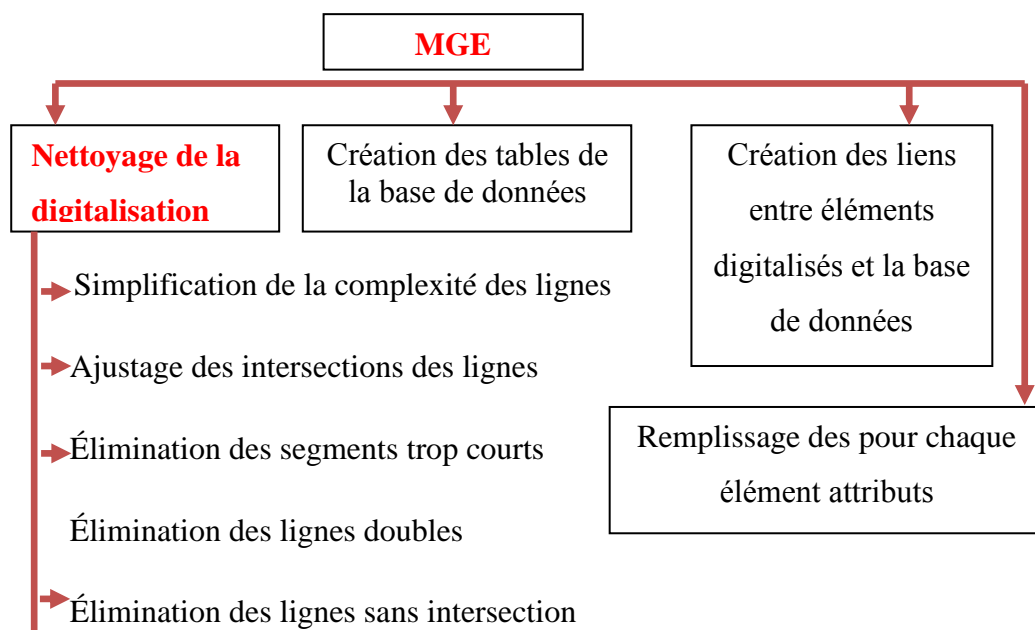 MGE
Nettoyage de la
digitalisation
Création des tables de
la base de données
Création des liens
entre éléments
digitalisés et la base
de données
Simplification de la complexité des lignes
Ajustage des intersections des lignes
Élimination des segments trop courts
Élimination des lignes doubles
Élimination des lignes sans intersection
Remplissage des pour chaque
élément attributs